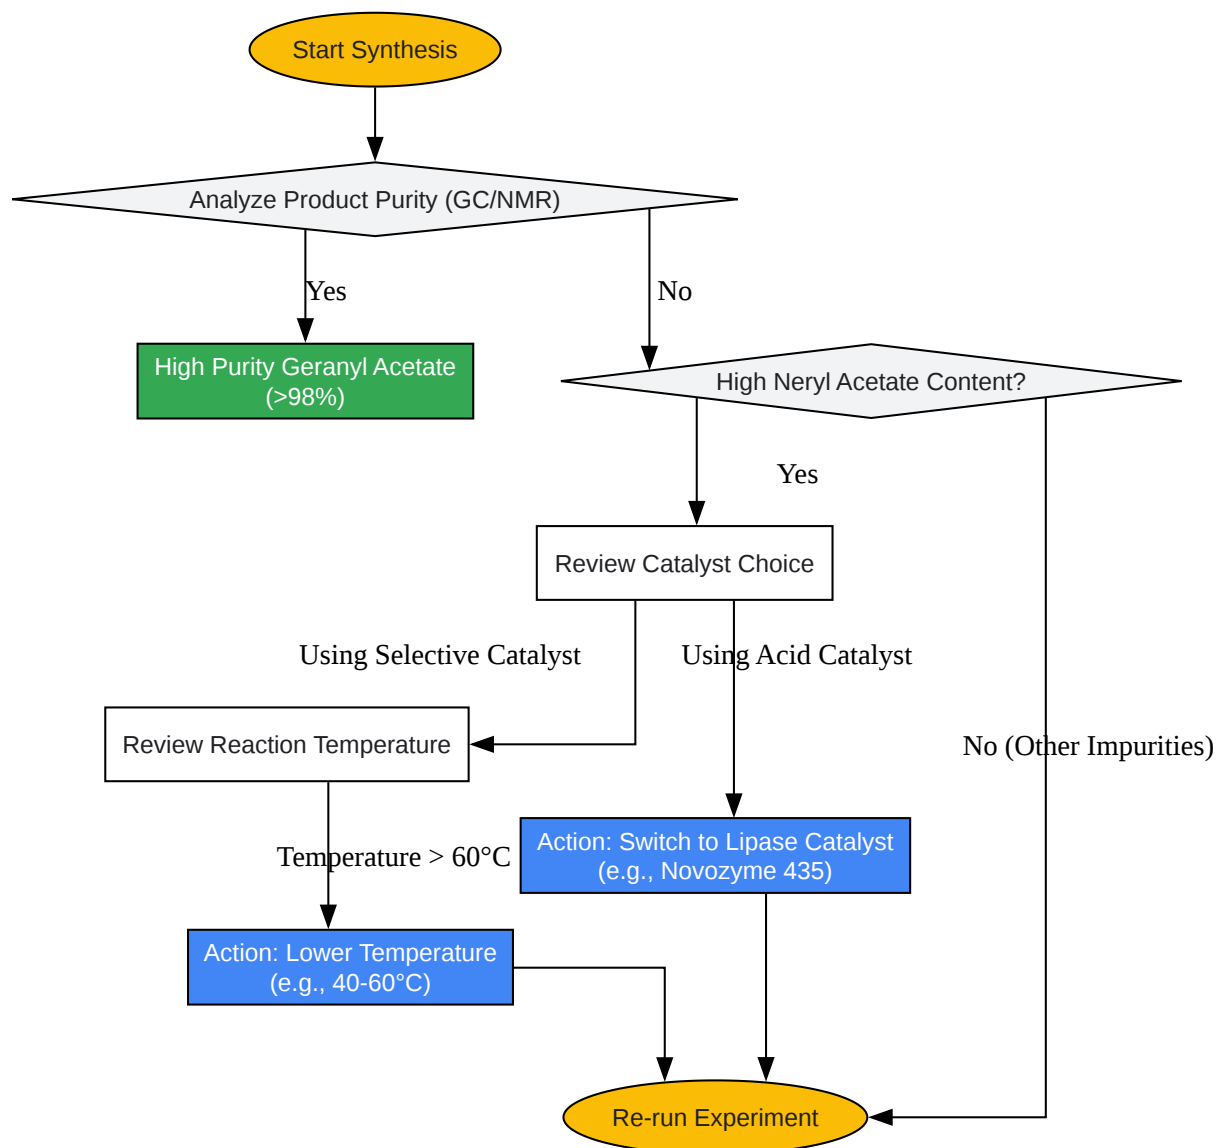 Start Synthesis
Analyze Product Purity (GC/NMR)
Yes
No
High Purity Geranyl Acetate
(>98%)
High Neryl Acetate Content?
Yes
Review Catalyst Choice
Using Selective Catalyst
Using Acid Catalyst
Review Reaction Temperature
No (Other Impurities)
Action: Switch to Lipase Catalyst
(e.g., Novozyme 435)
Temperature > 60°C
Action: Lower Temperature
(e.g., 40-60°C)
Re-run Experiment